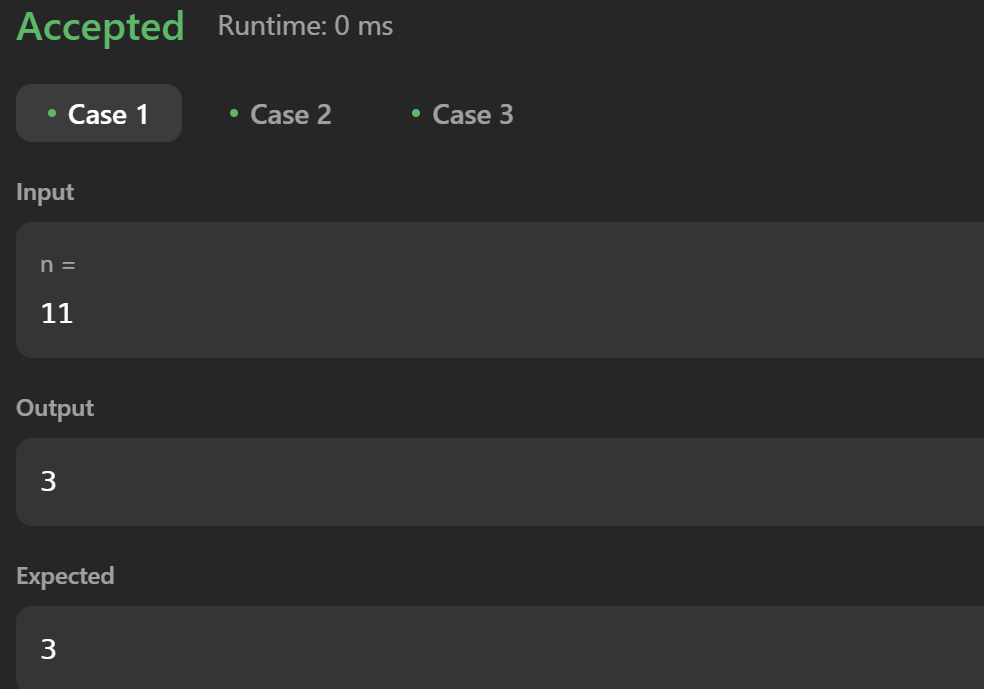 Accepted Runtime: 0 ms
Case 1 Case 2 Case 3
Input
n =
11
Output
3
Expected
3